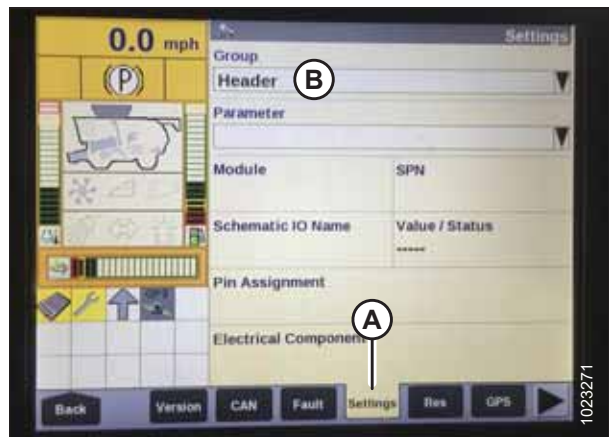 0.0 mph
(P)
Settings
Group
Header
B
Parameter
Module SPN
Schematic IO Name Value / Status
-----
Pin Assignment
A
Electrical Component
Back Version CAN Fault Settings Res GPS
1023271